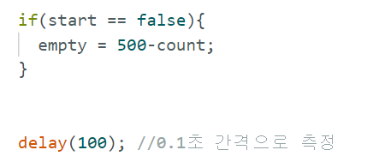 if(start == false){
empty = 500-count;
}
delay(100); //0.1초 간격으로 측정